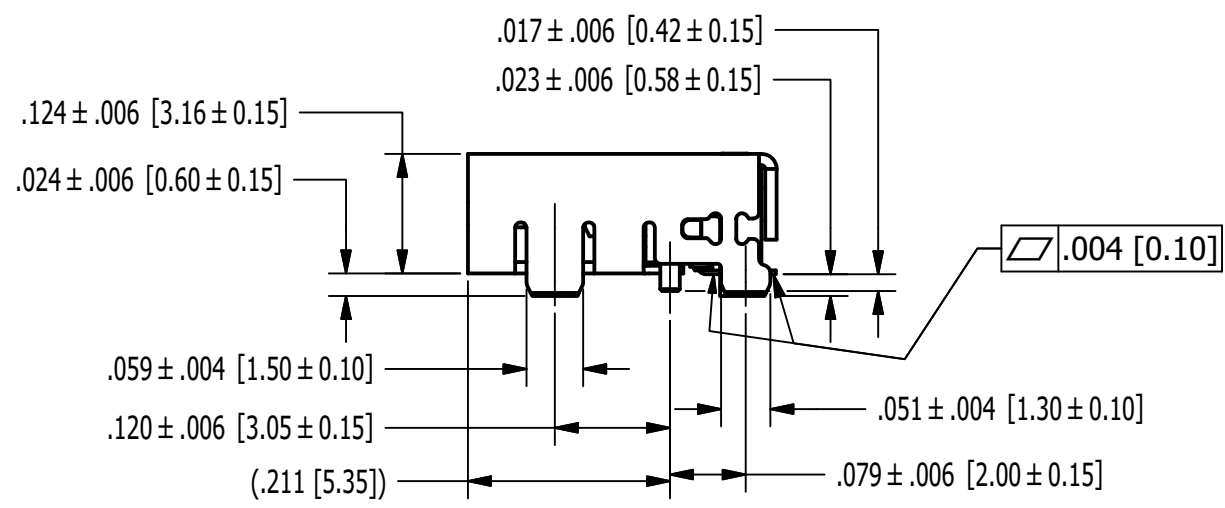 .017 ± .006 [0.42 ± 0.15]
.023 ± .006 [0.58 ± 0.15]
.124 ± .006 [3.16 ± 0.15]
.024 ± .006 [0.60 ± 0.15]
.004 [0.10]
.059 ± .004 [1.50 ± 0.10]
.051 ± .004 [1.30 ± 0.10]
.120 ± .006 [3.05 ± 0.15]
.079 ± .006 [2.00 ± 0.15]
(.211 [5.35])